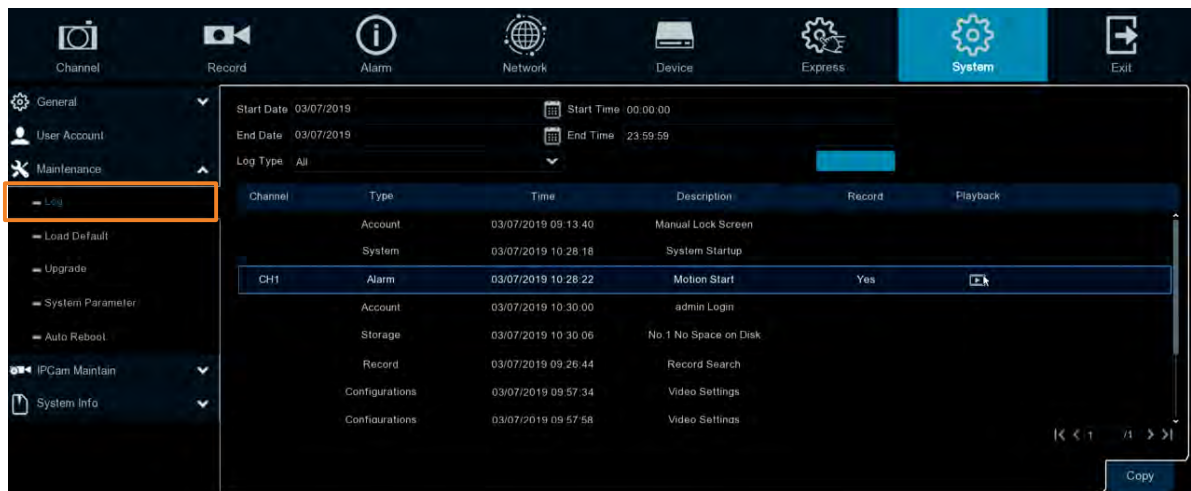 Channel Record Alarm Network Device Express System Exit
General
User Account
Maintenance
Log
Load Default
Upgrade
System Parameter
Auto Reboot
IPCam Maintain
System Info
Start Date 03/07/2019 Start Time 00:00:00
End Date 03/07/2019 End Time 23:59:59
Log Type All
Channel Type Time Description Record Playback
Account 03/07/2019 09:13:40 Manual Lock Screen
System 03/07/2019 10:28:18 System Startup
CH1 Alarm 03/07/2019 10:28:22 Motion Start Yes
Account 03/07/2019 10:30:00 admin Login
Storage 03/07/2019 10:30:06 No.1 No Space on Disk
Record 03/07/2019 09:26:44 Record Search
Configurations 03/07/2019 09:57:34 Video Settings
Configurations 03/07/2019 09:57:58 Video Settings
1 /1
Copy